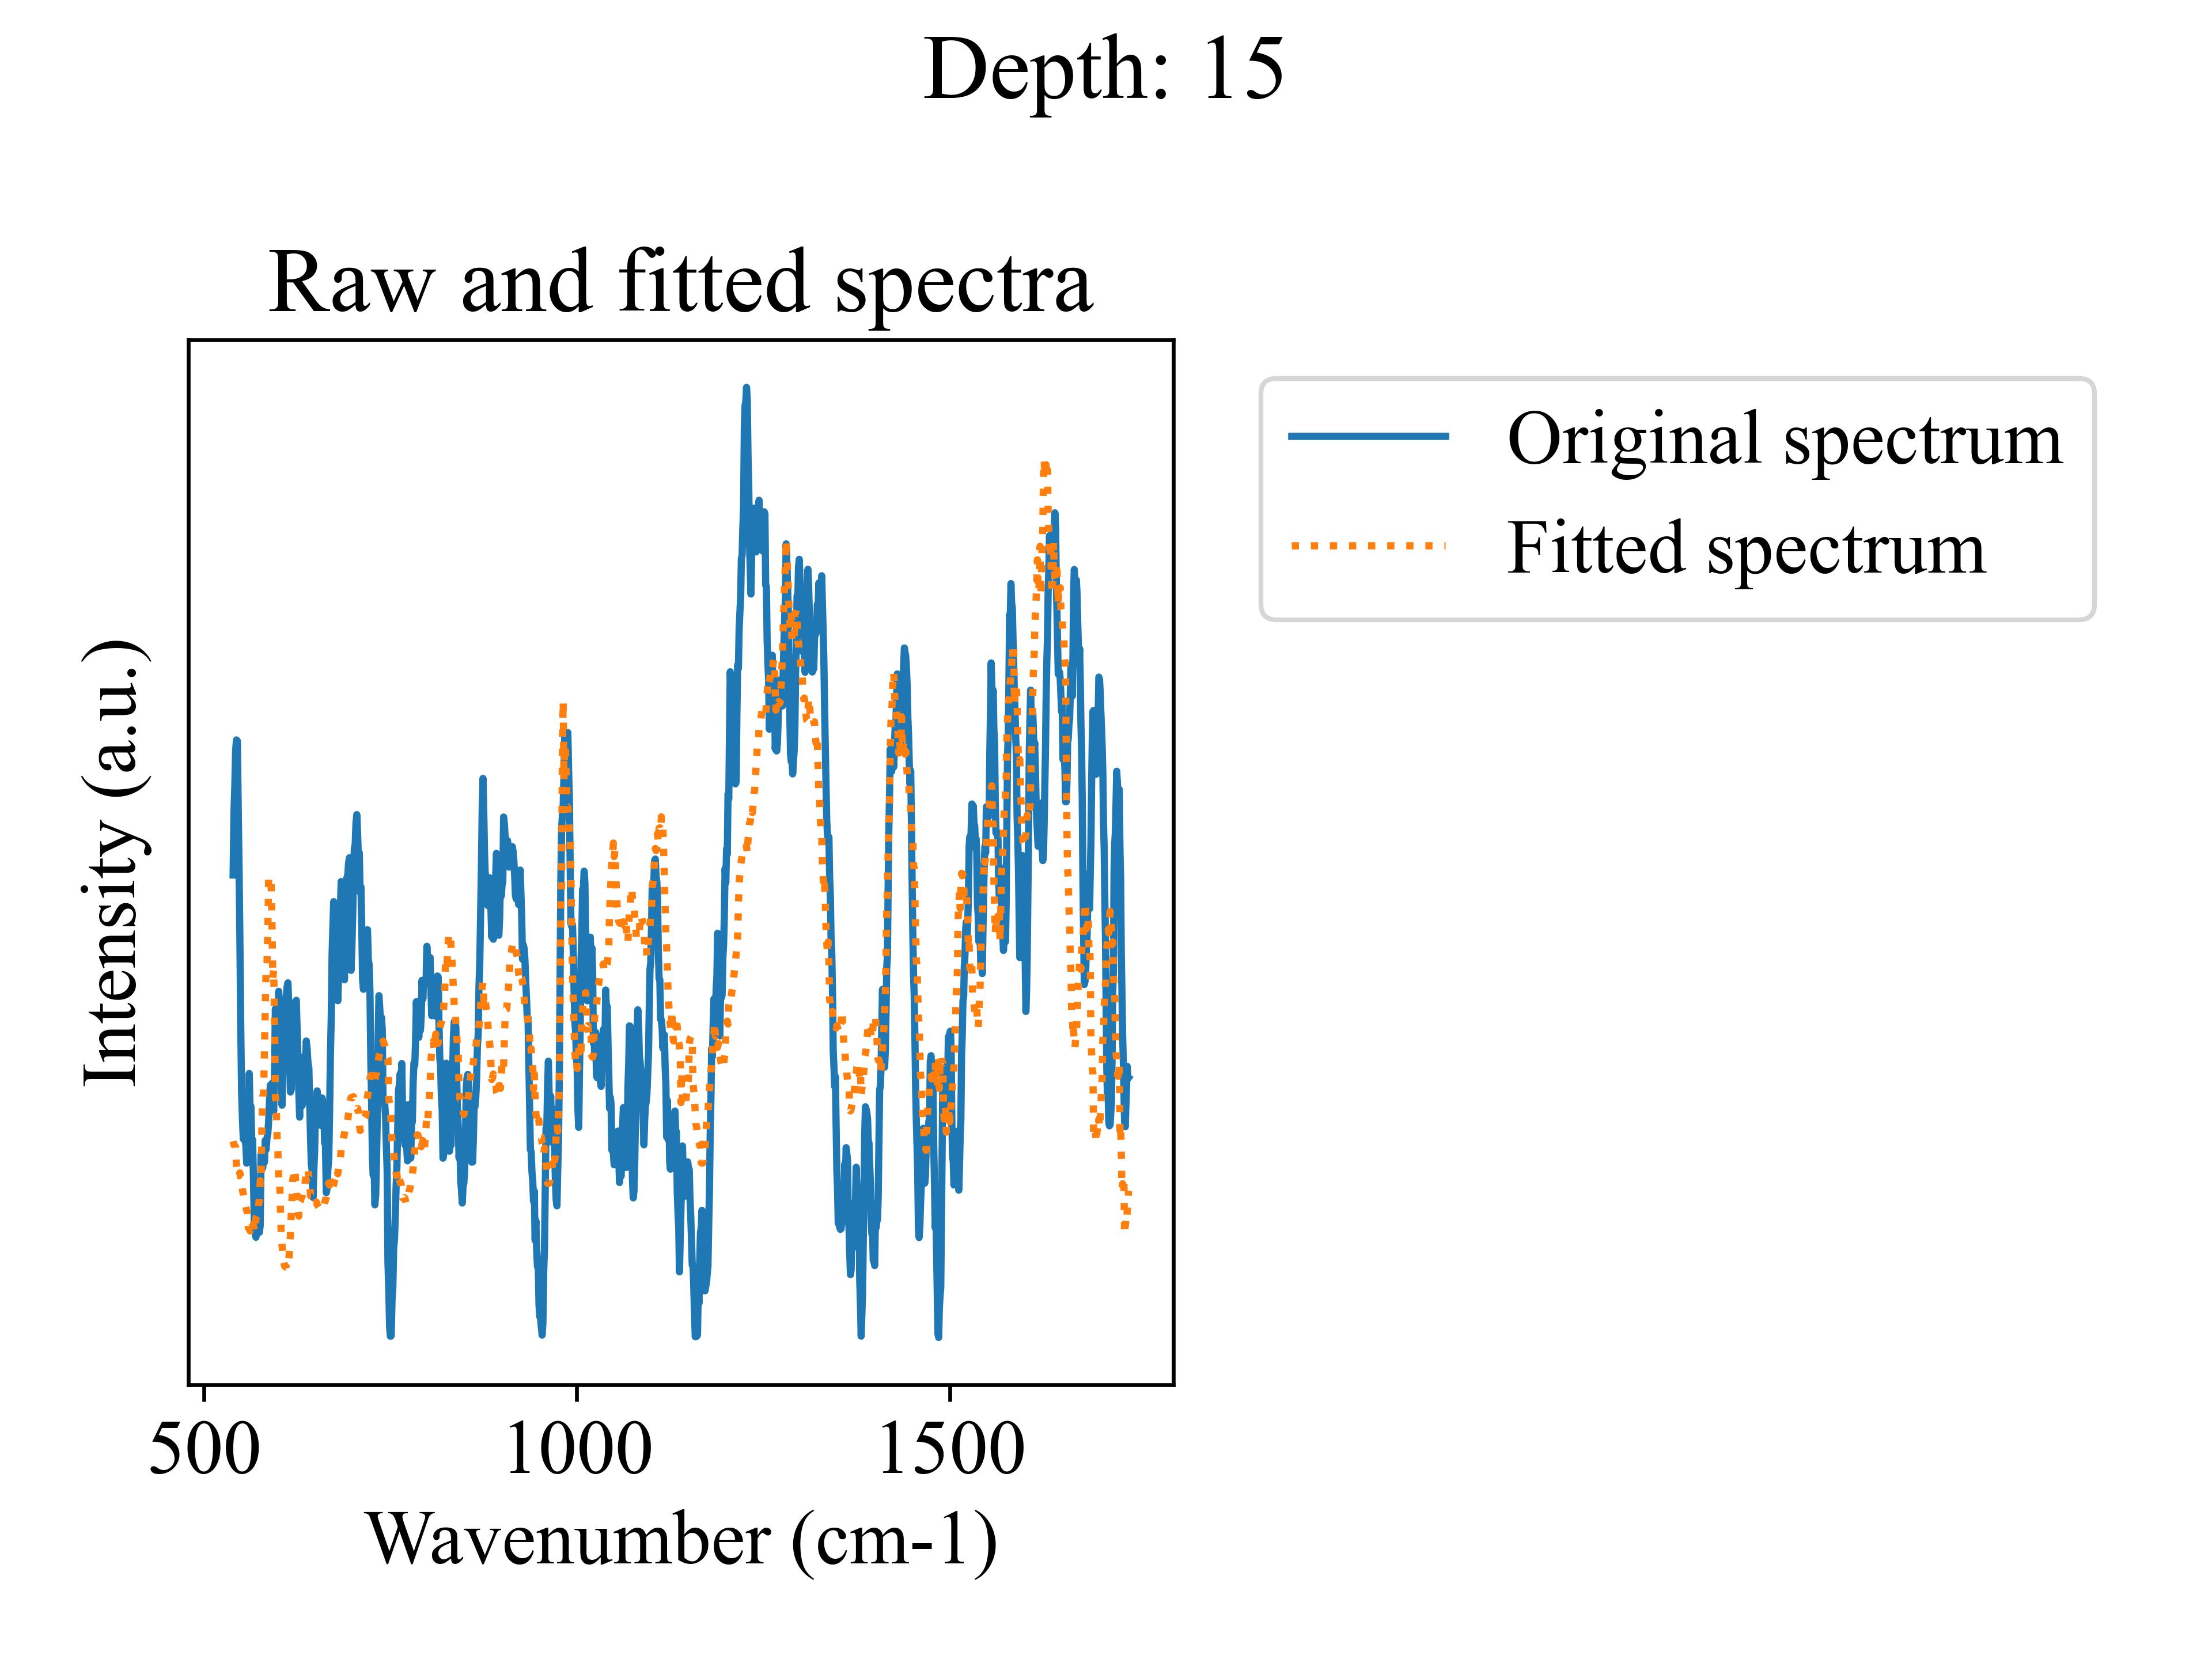 Depth: 15
Raw and fitted spectra
Original spectrum
Fitted spectrum
Intensity (a.u.)
500 1000 1500
Wavenumber (cm-1)